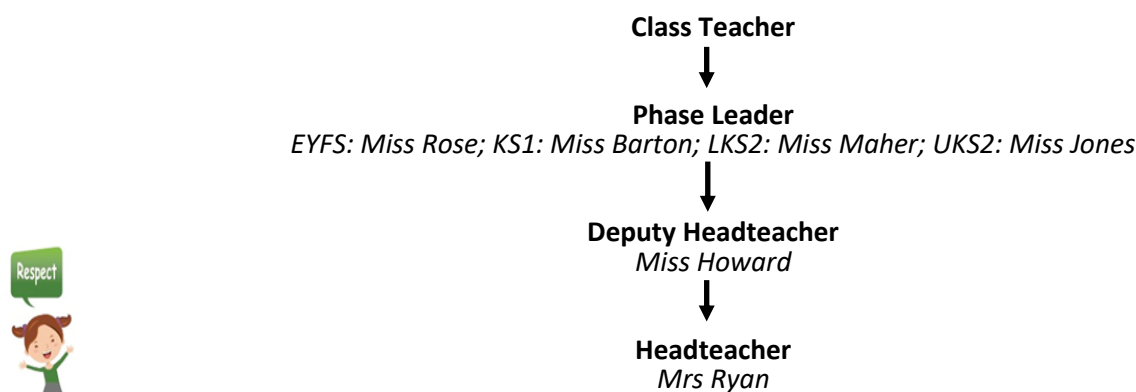 Class Teacher
Phase Leader
EYFS: Miss Rose; KS1: Miss Barton; LKS2: Miss Maher; UKS2: Miss Jones
Deputy Headteacher
Miss Howard
Respect
Headteacher
Mrs Ryan